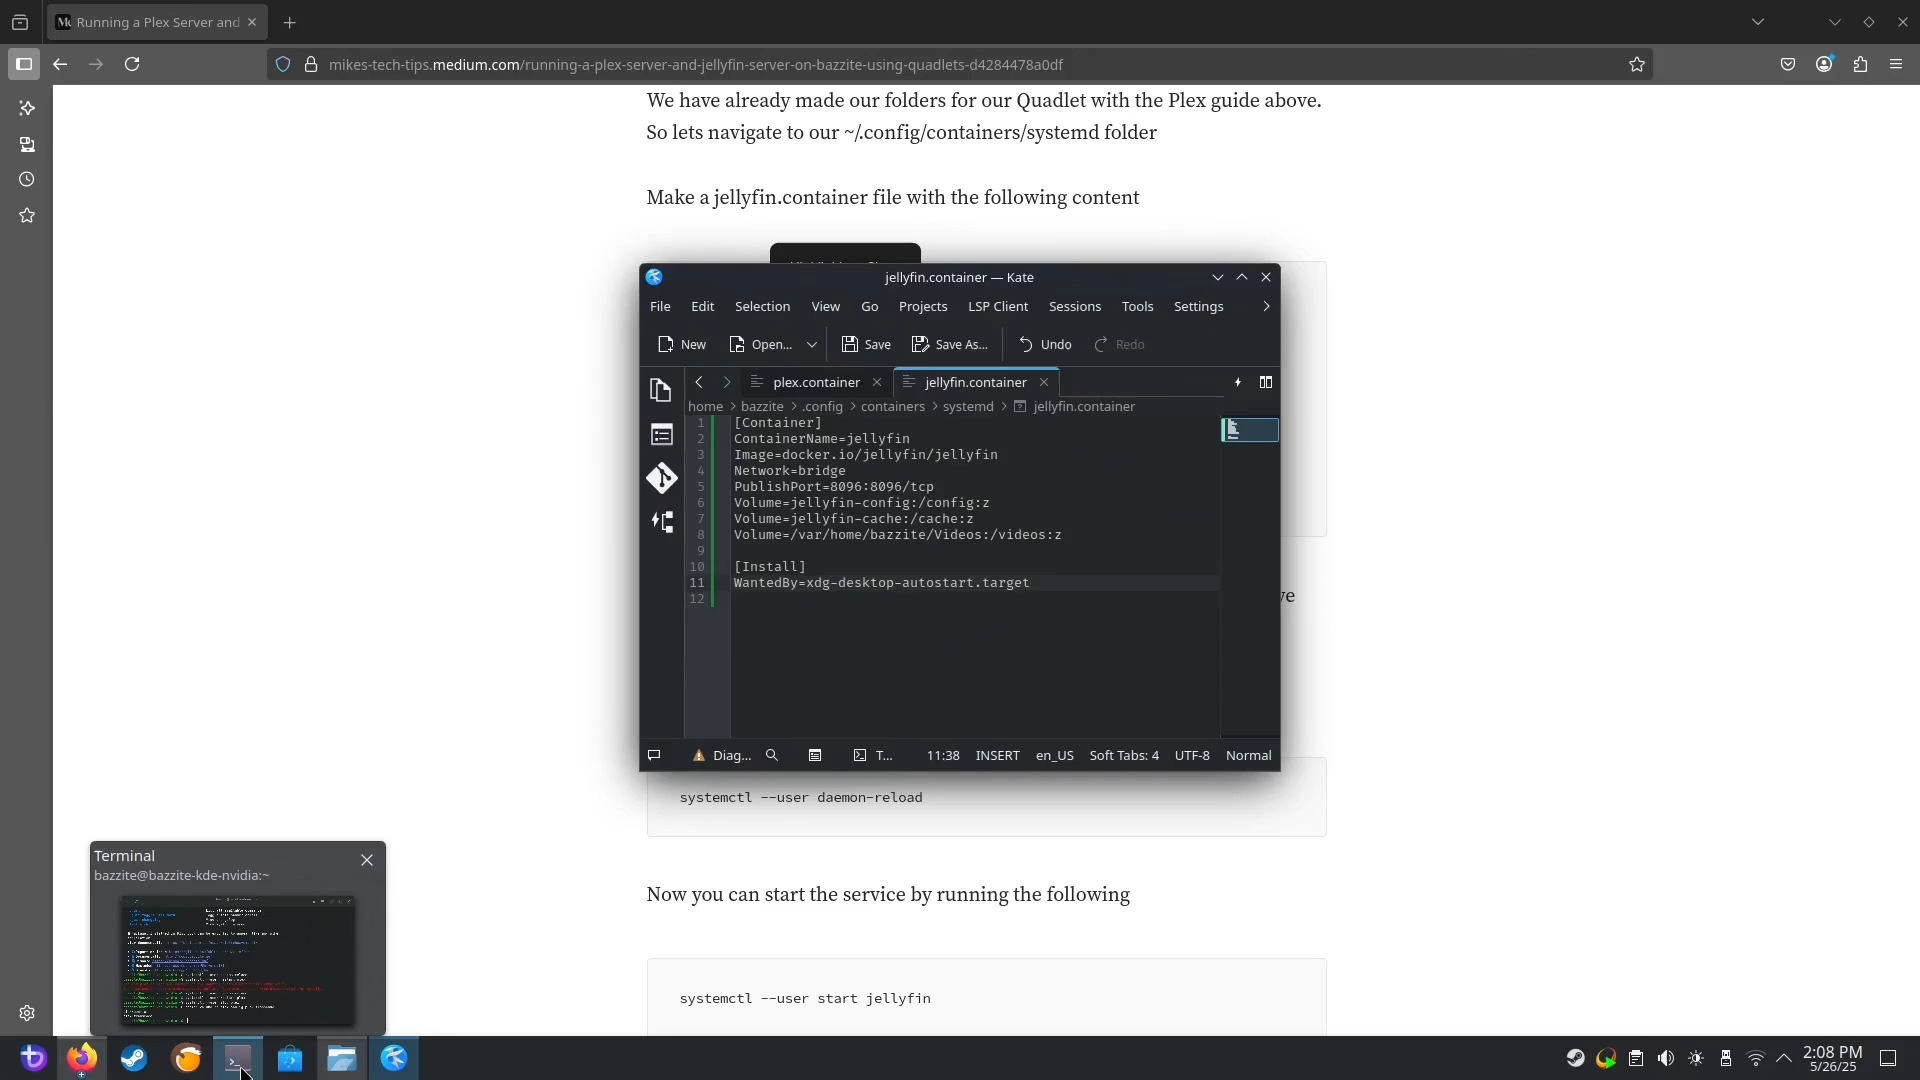 Running a Plex Server and
mikes-tech-tips.medium.com/running-a-plex-server-and-jellyfin-server-on-bazzite-using-quadlets-d4284478a0df
We have already made our folders for our Quadlet with the Plex guide above.
So lets navigate to our ~/.config/containers/systemd folder
Make a jellyfin.container file with the following content
jellyfin.container — Kate
File Edit Selection View Go Projects LSP Client Sessions Tools Settings
New Open... Save Save As... Undo Redo
plex.container jellyfin.container
home > bazzite > .config > containers > systemd > jellyfin.container
1 [Container]
2 ContainerName=jellyfin
3 Image=docker.io/jellyfin/jellyfin
4 Network=bridge
5 PublishPort=8096:8096/tcp
6 Volume=jellyfin-config:/config:z
7 Volume=jellyfin-cache:/cache:z
8 Volume=/var/home/bazzite/Videos:/videos:z
9
10 [Install]
11 WantedBy=xdg-desktop-autostart.target
12
ve
Diag... T... 11:38 INSERT en_US Soft Tabs: 4 UTF-8 Normal
systemctl --user daemon-reload
Now you can start the service by running the following
systemctl --user start jellyfin
Terminal
bazzite@bazzite-kde-nvidia:~
2:08 PM
5/26/25